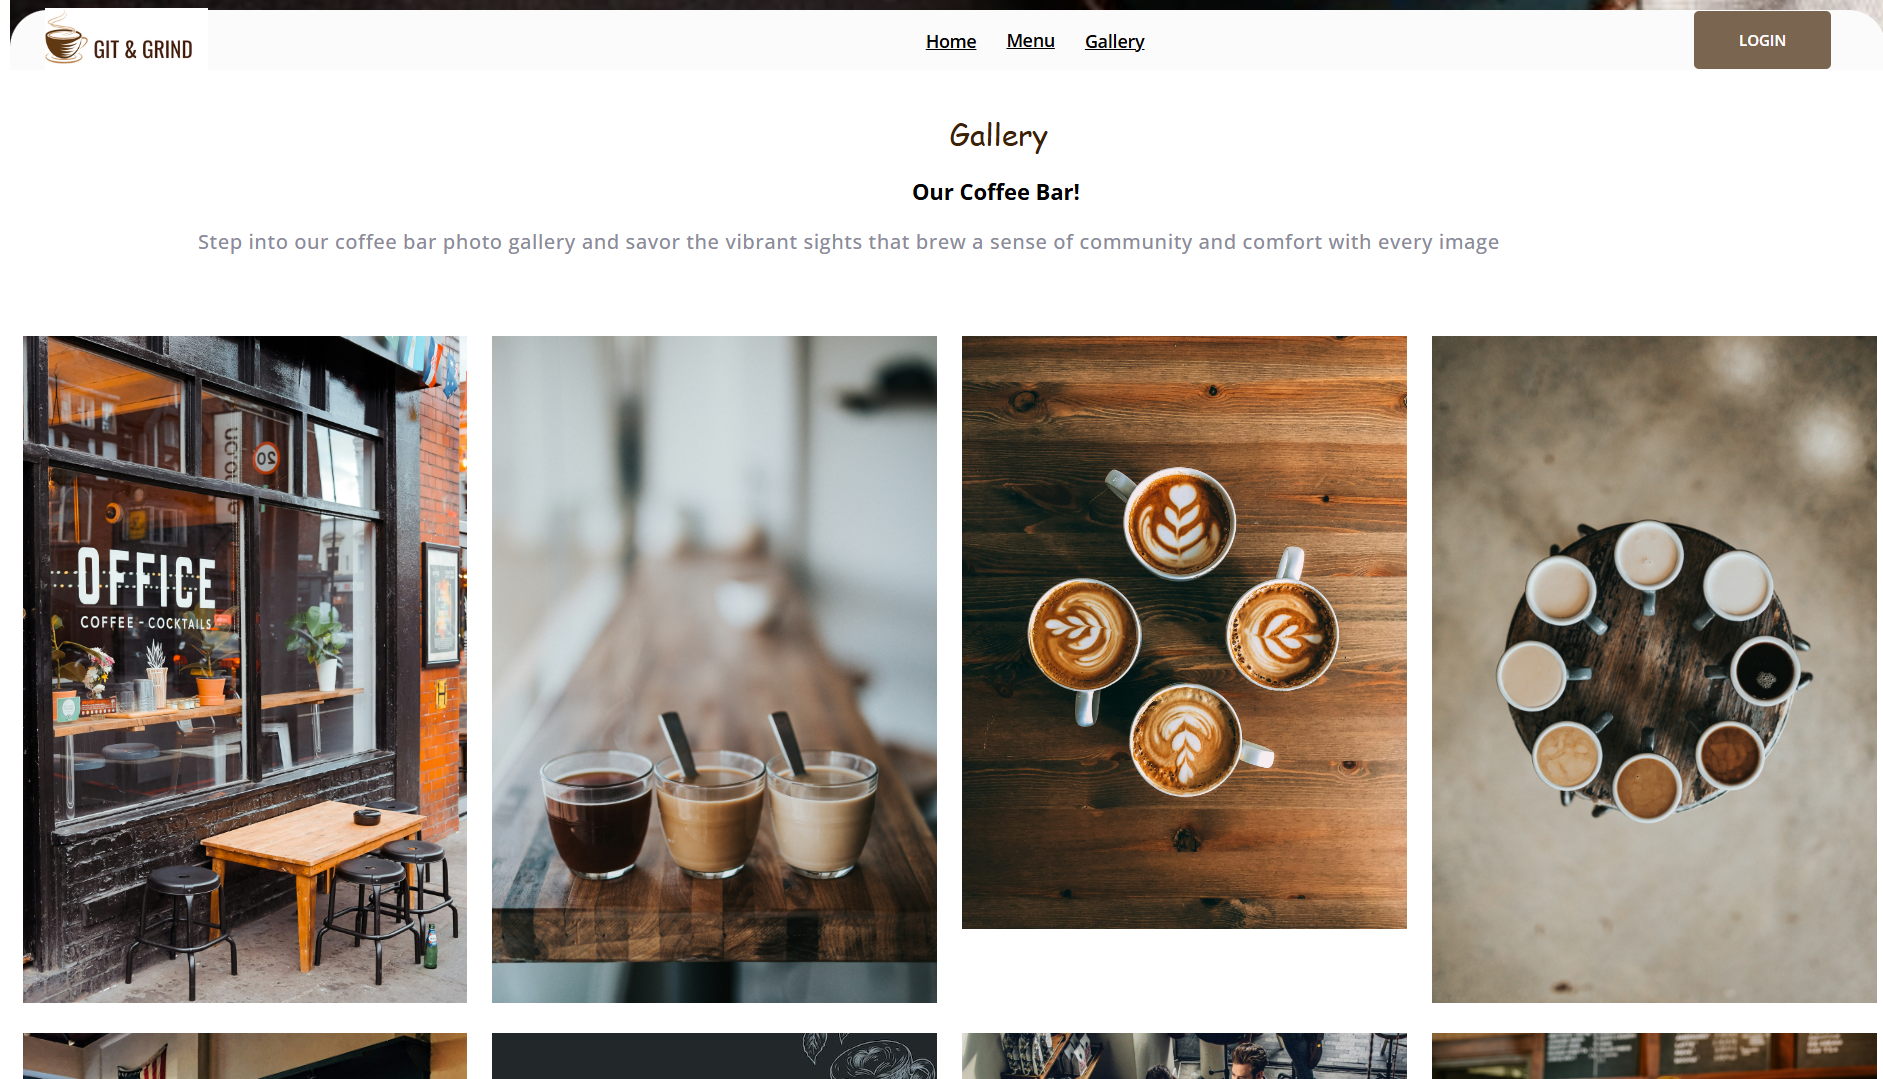 GIT & GRIND
Home
Menu
Gallery
LOGIN
Gallery
Our Coffee Bar!
Step into our coffee bar photo gallery and savor the vibrant sights that brew a sense of community and comfort with every image
20
OFFICE
COFFEE - COCKTAILS